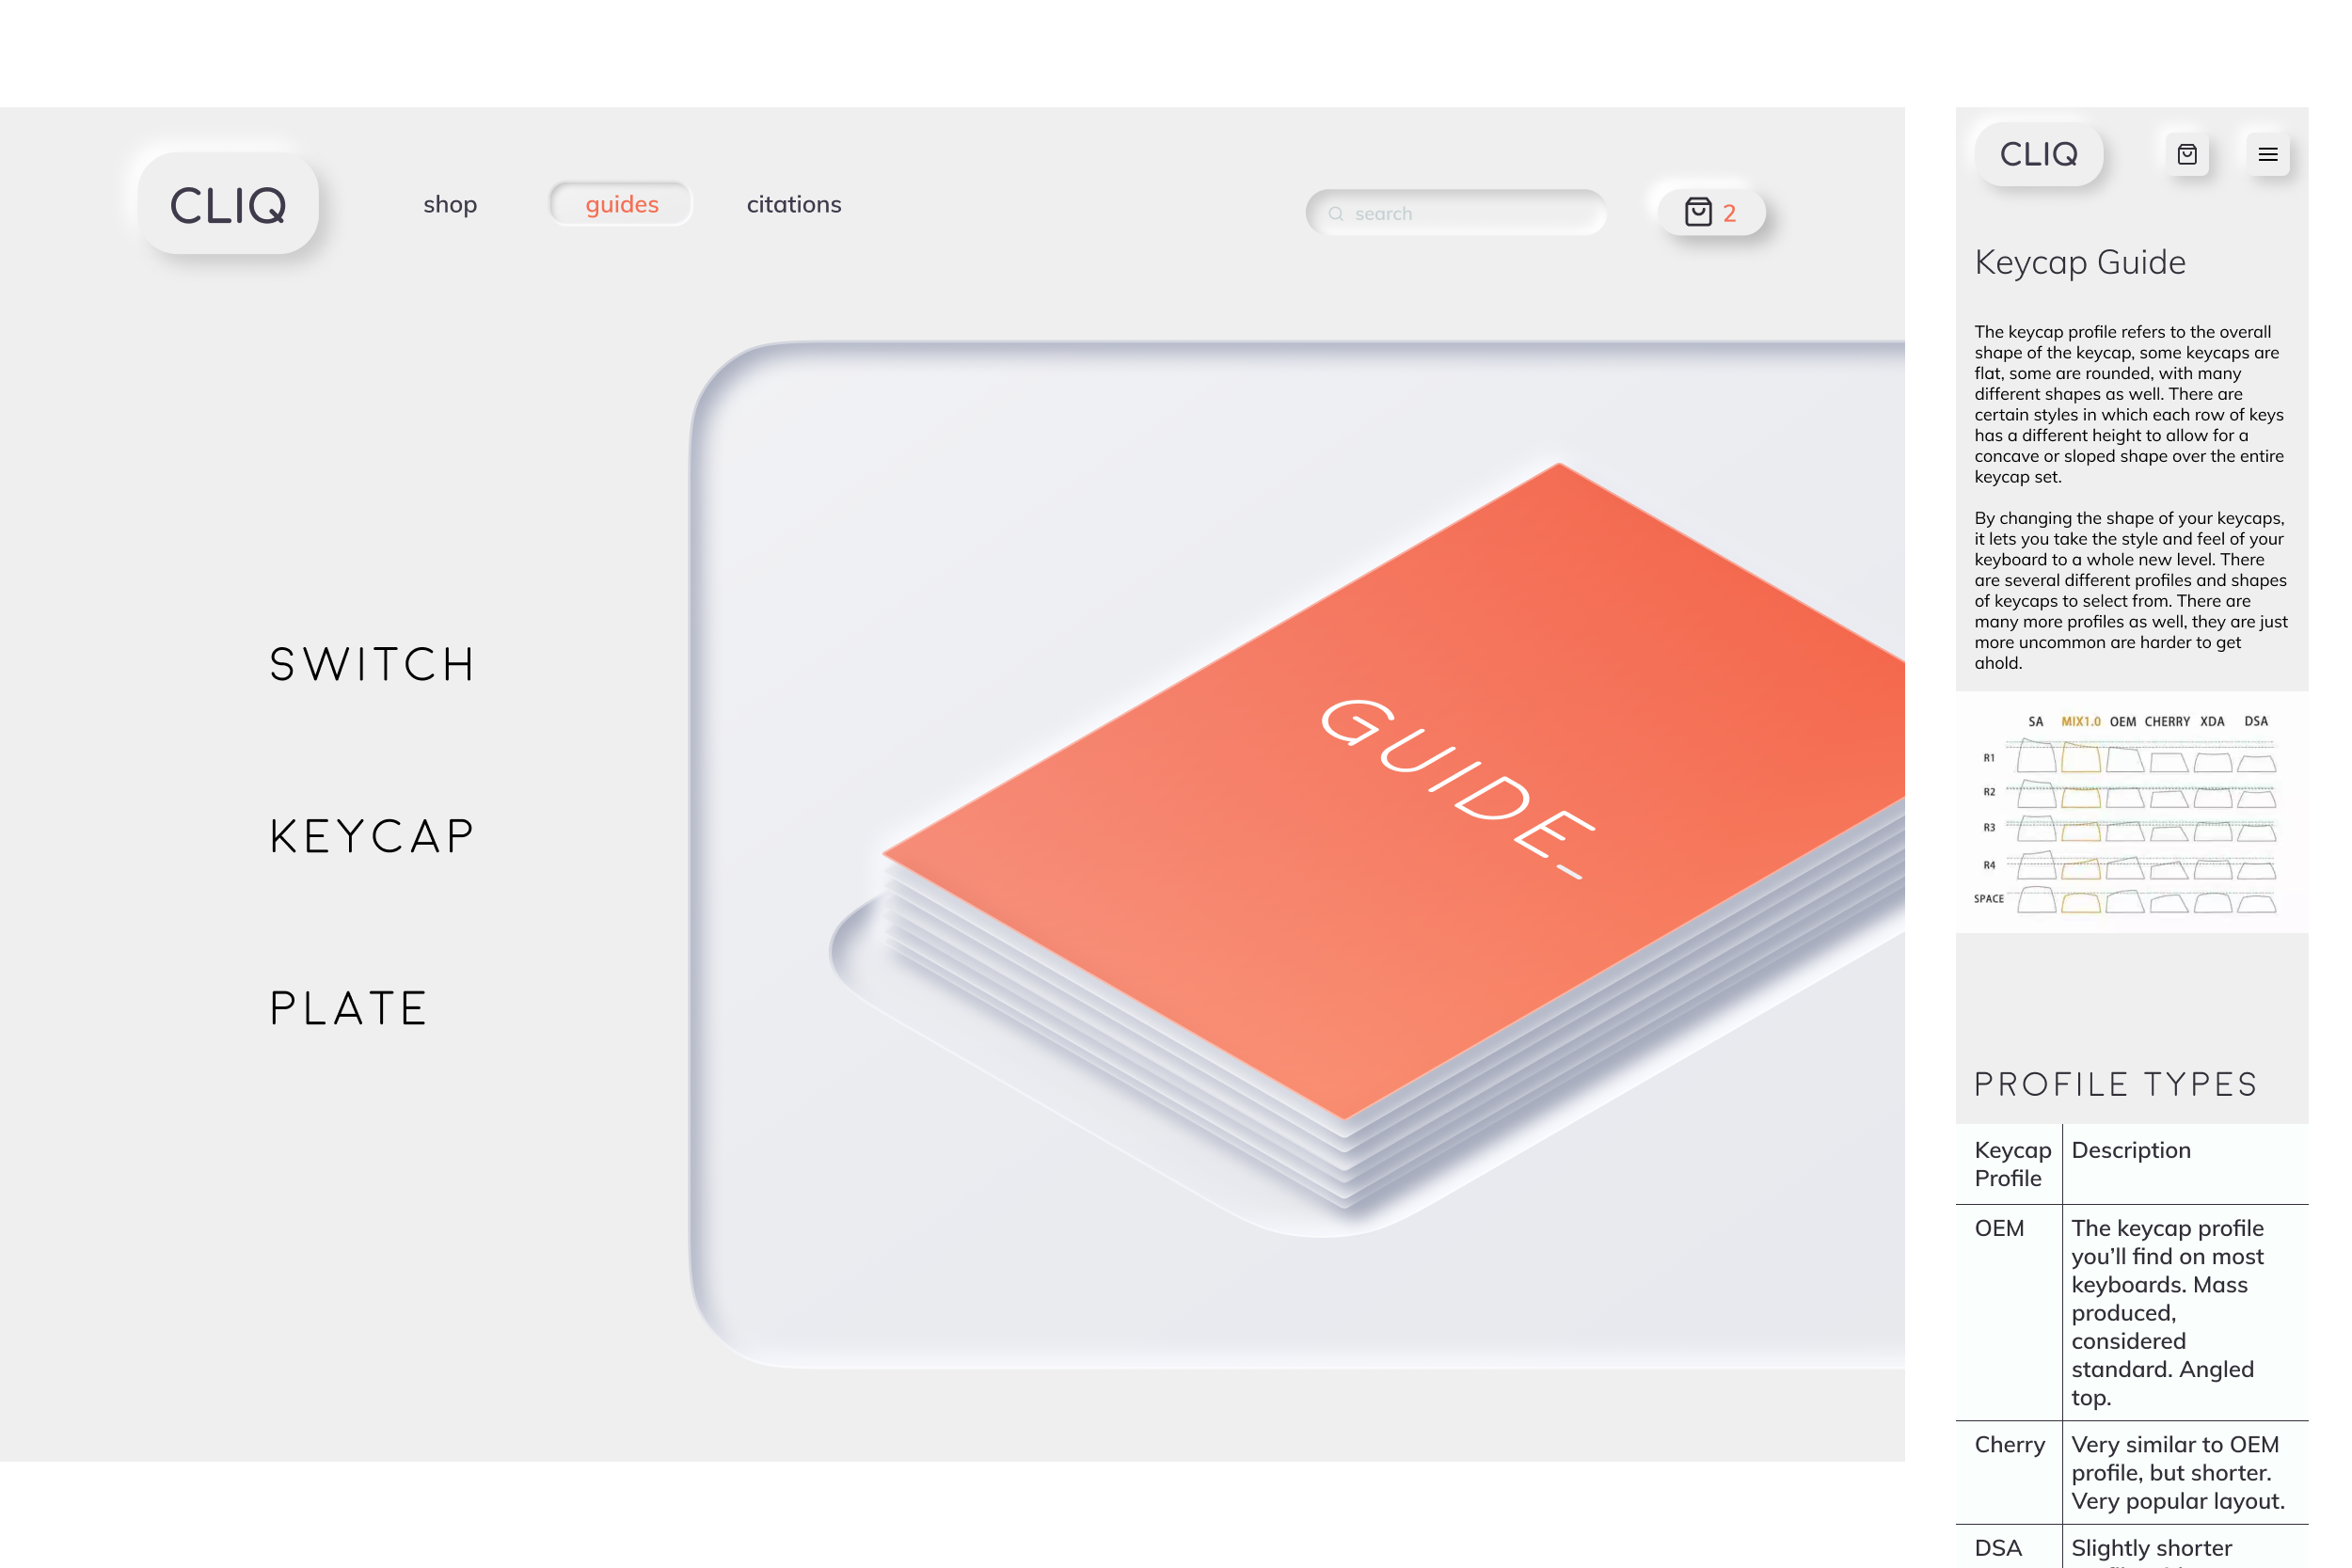 CLIQ
shop
guides
citations
search
2
SWITCH
KEYCAP
PLATE
GUIDE_
CLIQ
Keycap Guide
The keycap profile refers to the overall
shape of the keycap, some keycaps are
flat, some are rounded, with many
different shapes as well. There are
certain styles in which each row of keys
has a different height to allow for a
concave or sloped shape over the entire
keycap set.
By changing the shape of your keycaps,
it lets you take the style and feel of your
keyboard to a whole new level. There
are several different profiles and shapes
of keycaps to select from. There are
many more profiles as well, they are just
more uncommon are harder to get
ahold.
SA MIX1.0 OEM CHERRY XDA DSA
R1
R2
R3
R4
SPACE
PROFILE TYPES
Keycap
Profile
Description
OEM
The keycap profile
you’ll find on most
keyboards. Mass
produced,
considered
standard. Angled
top.
Cherry
Very similar to OEM
profile, but shorter.
Very popular layout.
DSA
Slightly shorter